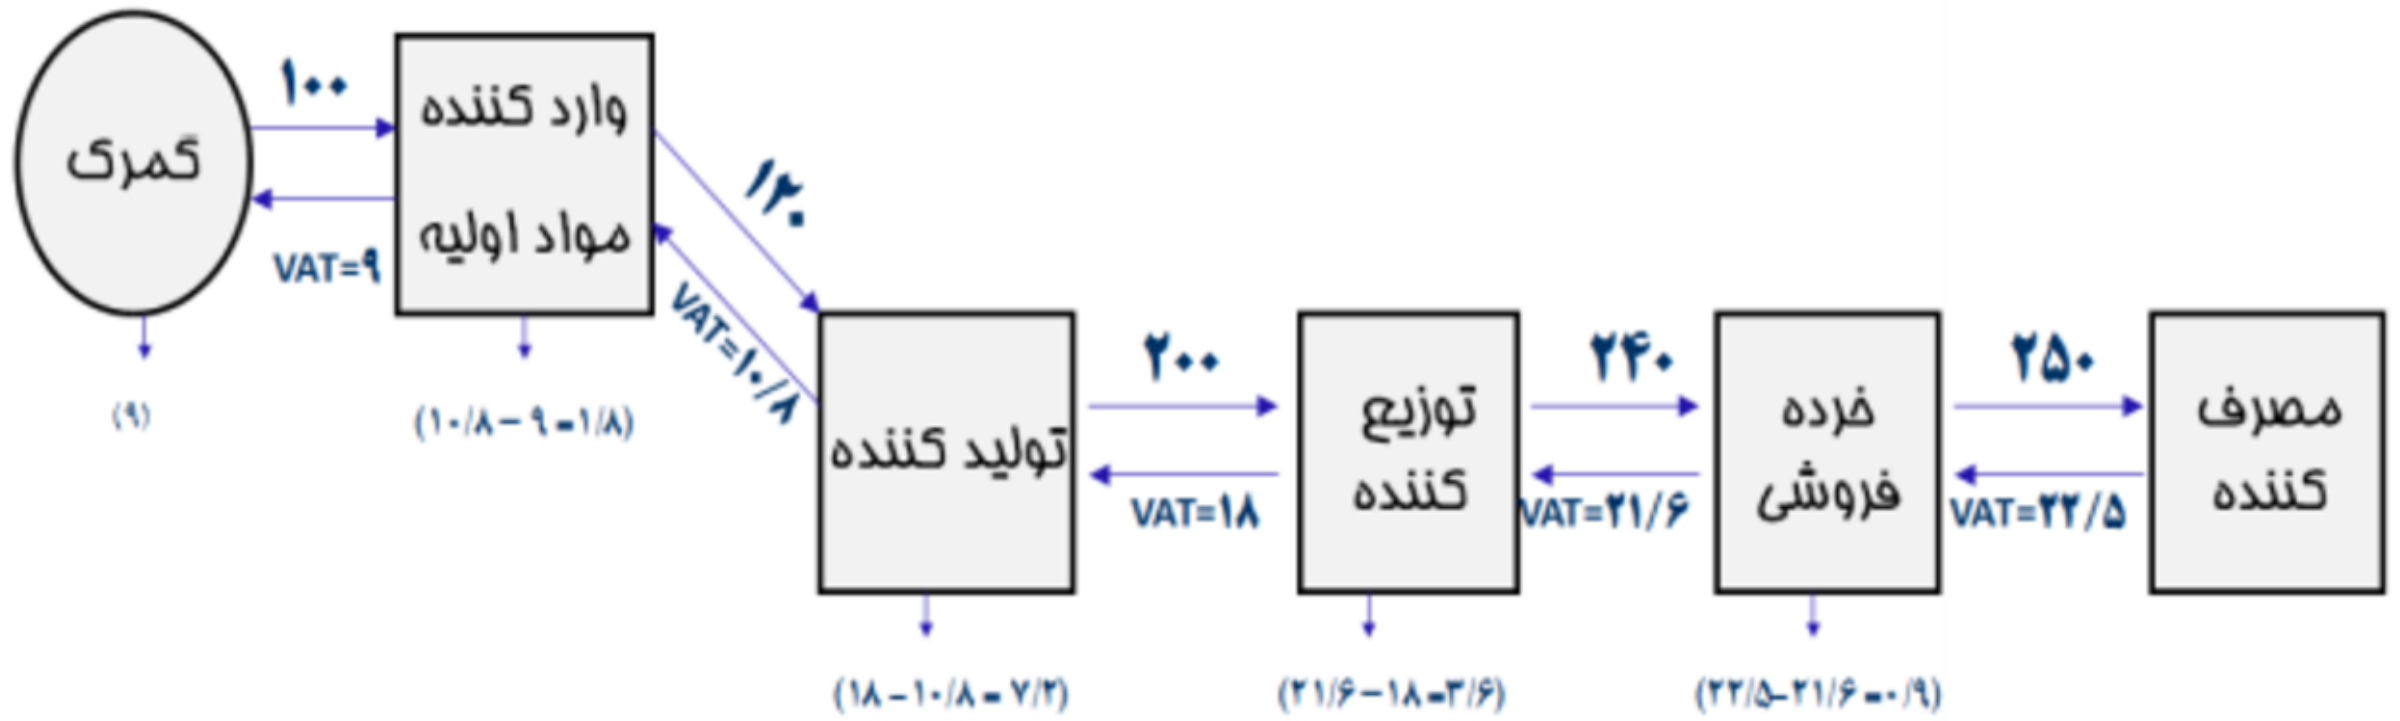 گمرک
۱۰۰
VAT=۹
(۹)
وارد کننده
مواد اولیه
(۱۰/۸ – ۹ =۱/۸)
۱۲۰
VAT=۱۰/۸
تولید کننده
(۱۸ – ۱۰/۸ = ۷/۲)
۲۰۰
VAT=۱۸
توزیع
کننده
(۲۱/۶ – ۱۸ =۳/۶)
۲۴۰
VAT=۲۱/۶
خرده
فروشی
(۲۲/۵–۲۱/۶ =۰/۹)
۲۵۰
VAT=۲۲/۵
مصرف
کننده